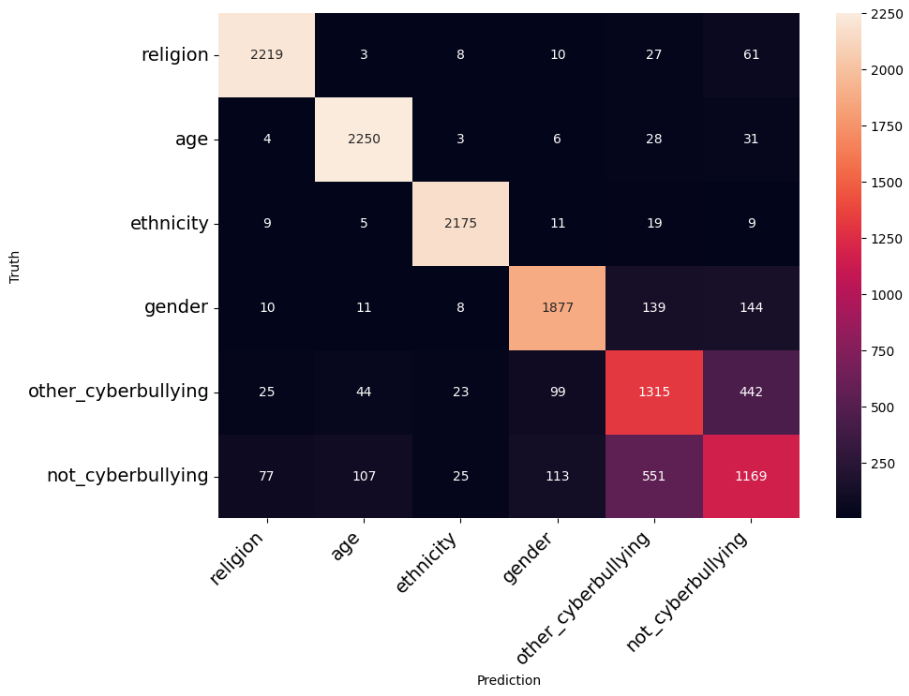 religion 2219 3 8 10 27 61
age 4 2250 3 6 28 31
ethnicity 9 5 2175 11 19 9
gender 10 11 8 1877 139 144
other_cyberbullying 25 44 23 99 1315 442
not_cyberbullying 77 107 25 113 551 1169
Truth
religion age ethnicity gender other_cyberbullying not_cyberbullying
Prediction
2250
2000
1750
1500
1250
1000
750
500
250